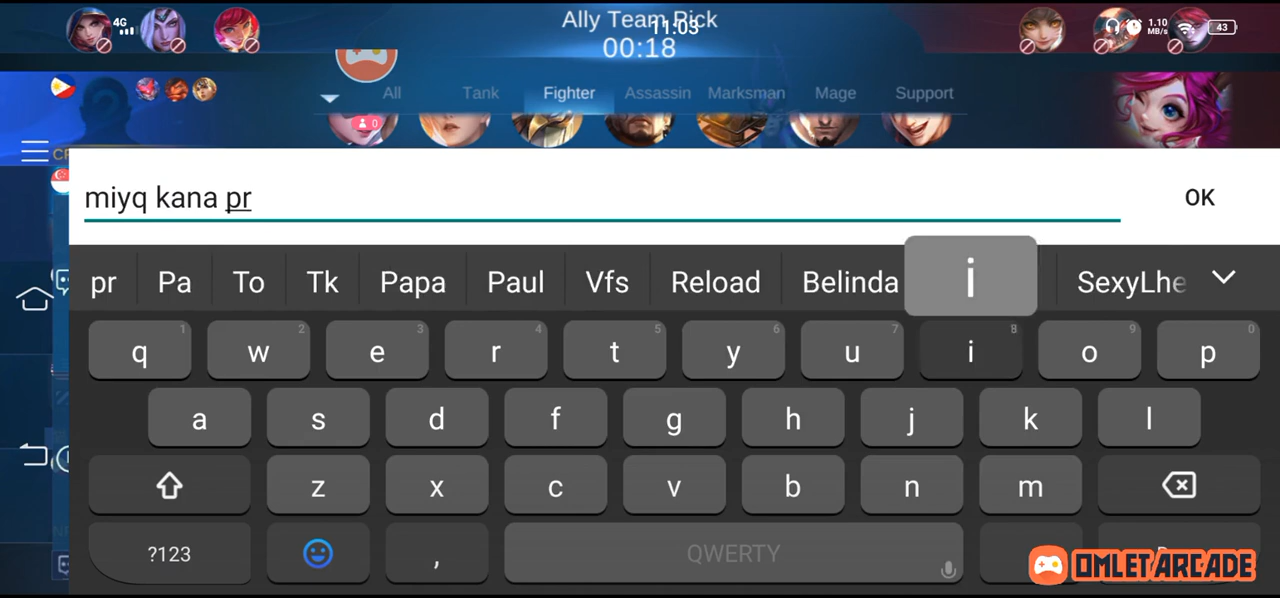 4G
Ally Team Pick
11:03
00:18
1.10
MB/s
43
All Tank Fighter Assassin Marksman Mage Support
0
miyq kana pr
OK
pr Pa To Tk Papa Paul Vfs Reload Belinda i SexyLhe
q 1 w 2 e 3 r 4 t 5 y 6 u 7 i 8 o 9 p 0
a s d f g h j k l
z x c v b n m
?123 , QWERTY
OMLET ARCADE